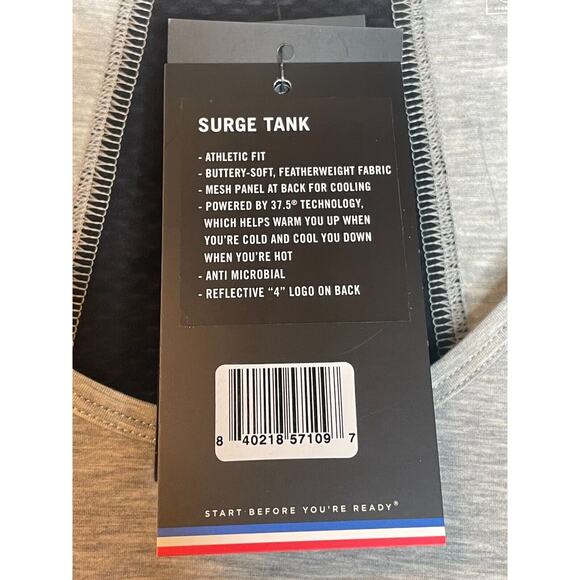 SURGE TANK
- ATHLETIC FIT
- BUTTERY-SOFT, FEATHERWEIGHT FABRIC
- MESH PANEL AT BACK FOR COOLING
- POWERED BY 37.5® TECHNOLOGY,
WHICH HELPS WARM YOU UP WHEN
YOU'RE COLD AND COOL YOU DOWN
WHEN YOU'RE HOT
- ANTI MICROBIAL
- REFLECTIVE "4" LOGO ON BACK
8 40218 57109 7
START BEFORE YOU'RE READY®